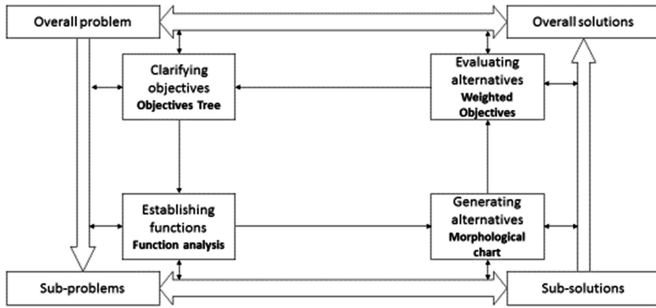 Overall problem
Overall solutions
Clarifying
objectives
Objectives Tree
Evaluating
alternatives
Weighted
Objectives
Establishing
functions
Function analysis
Generating
alternatives
Morphological
chart
Sub-problems
Sub-solutions